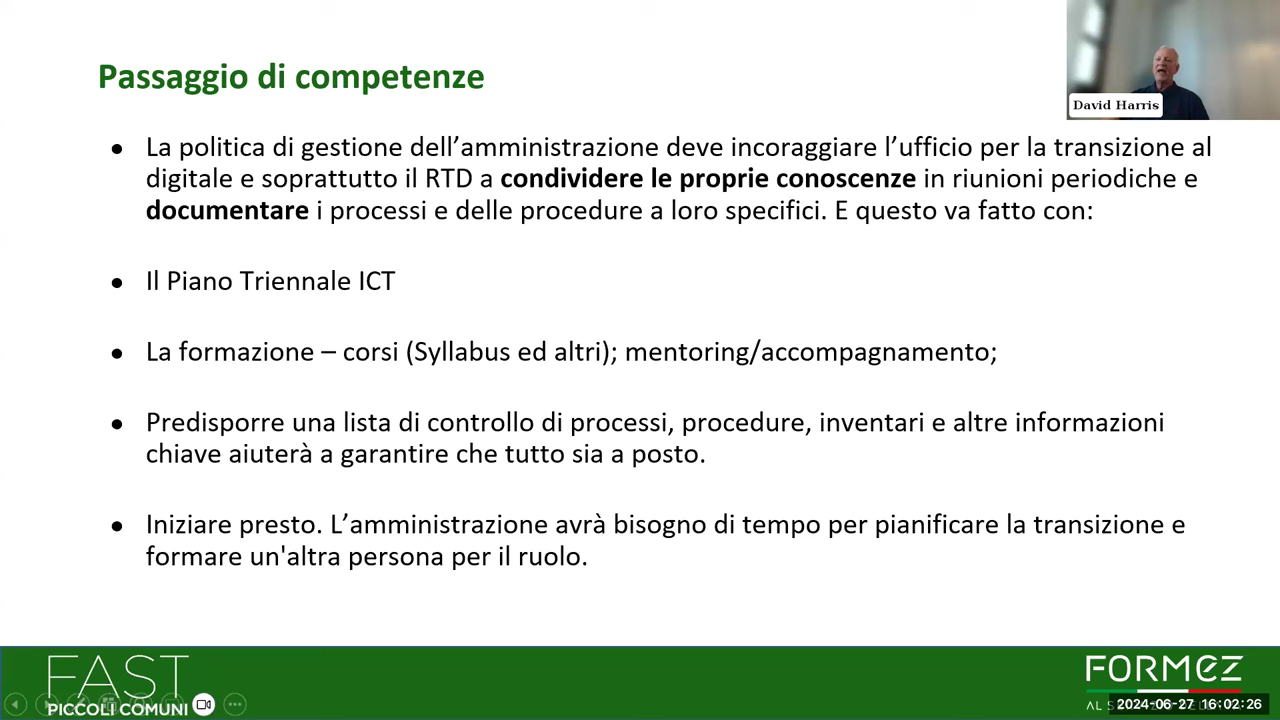 Passaggio di competenze
David Harris
● La politica di gestione dell’amministrazione deve incoraggiare l’ufficio per la transizione al
digitale e soprattutto il RTD a condividere le proprie conoscenze in riunioni periodiche e
documentare i processi e delle procedure a loro specifici. E questo va fatto con:
● Il Piano Triennale ICT
● La formazione – corsi (Syllabus ed altri); mentoring/accompagnamento;
● Predisporre una lista di controllo di processi, procedure, inventari e altre informazioni
chiave aiuterà a garantire che tutto sia a posto.
● Iniziare presto. L’amministrazione avrà bisogno di tempo per pianificare la transizione e
formare un'altra persona per il ruolo.
FAST
PICCOLI COMUNI
FORMEZ
AL
2024-06-27 16:02:26